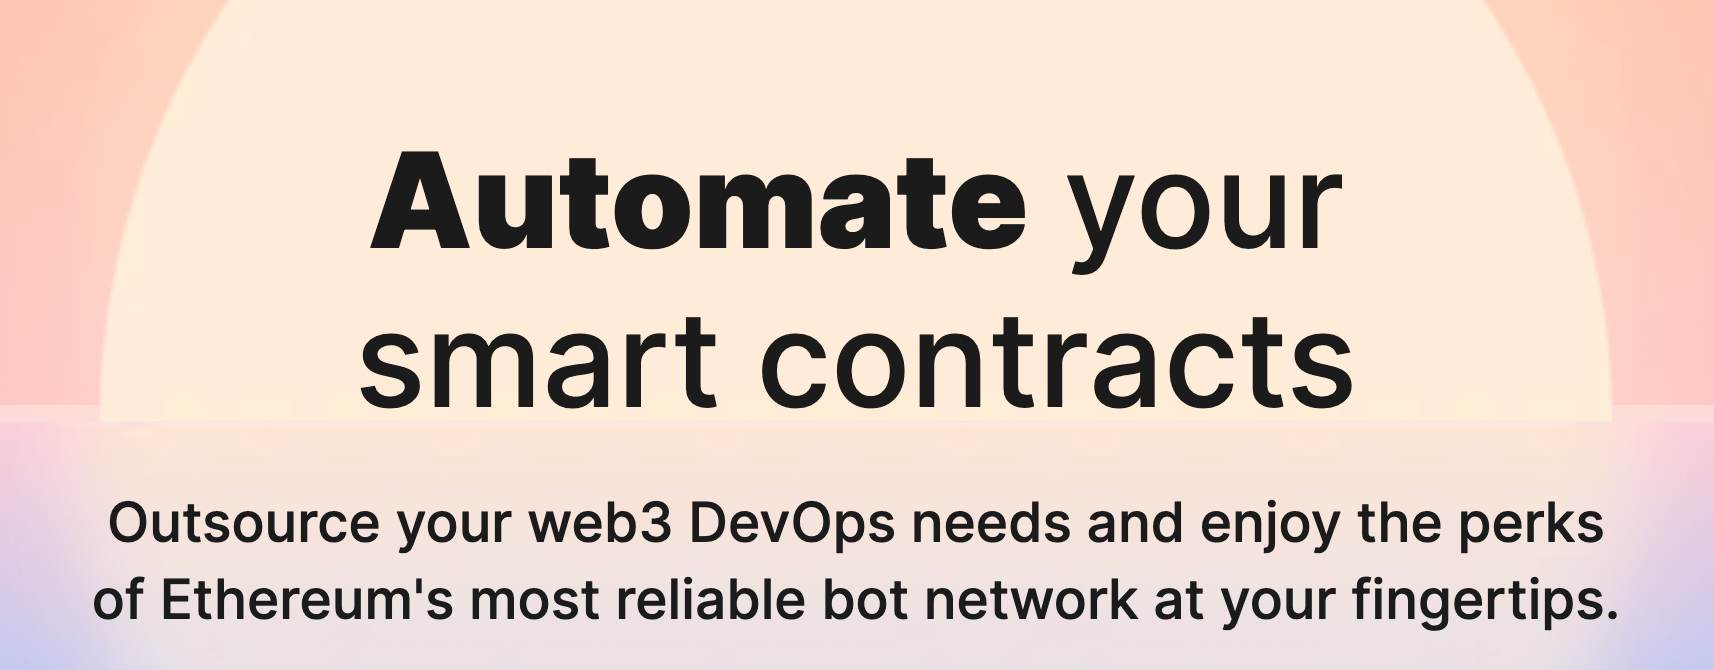 Automate your
smart contracts
Outsource your web3 DevOps needs and enjoy the perks
of Ethereum's most reliable bot network at your fingertips.